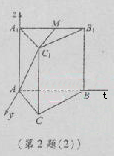 z
A₁ M B₁
C₁
A B t
y C
(第2题(2))